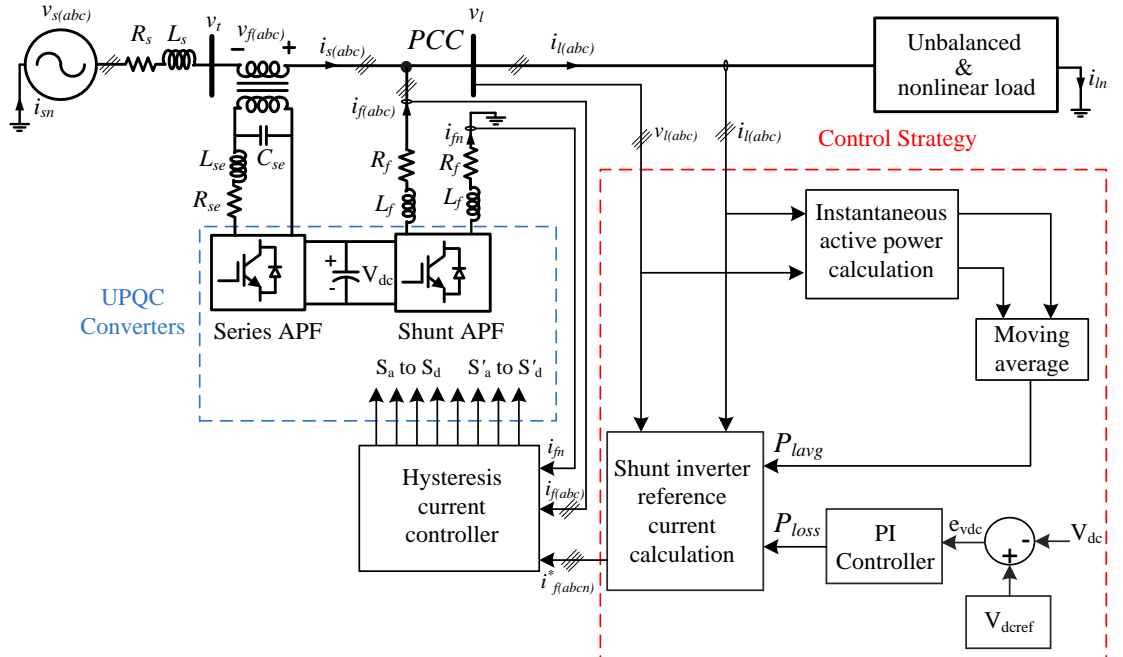 v_s(abc)
R_s
L_s
v_t
v_f(abc)
-
+
i_s(abc)
PCC
v_l
i_l(abc)
Unbalanced
&
nonlinear load
i_ln
i_sn
i_f(abc)
i_fn
v_l(abc)
i_l(abc)
Control Strategy
L_se
C_se
R_se
R_f
R_f
L_f
L_f
+
-
V_dc
UPQC
Converters
Series APF
Shunt APF
Instantaneous
active power
calculation
Moving
average
S_a to S_d
S'_a to S'_d
Hysteresis
current
controller
i_fn
i_f(abc)
i*_f(abcn)
Shunt inverter
reference
current
calculation
P_lavg
P_loss
PI
Controller
e_vdc
-
+
V_dc
V_dcref